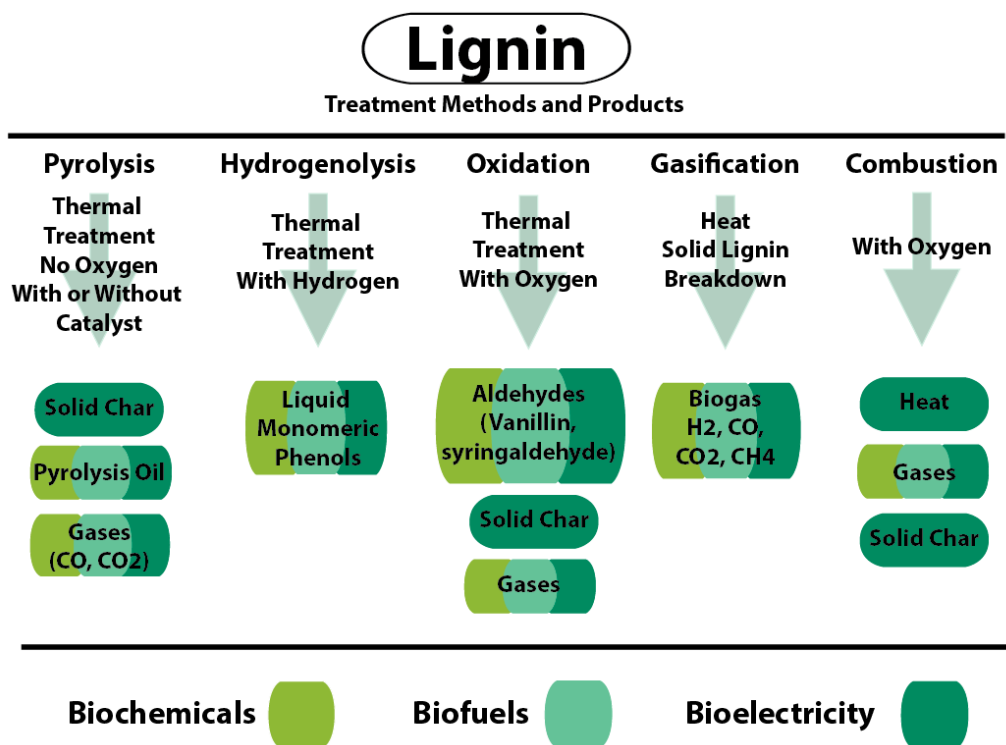 Lignin
Treatment Methods and Products
Pyrolysis
Thermal
Treatment
No Oxygen
With or Without
Catalyst
Solid Char
Pyrolysis Oil
Gases
(CO, CO2)
Hydrogenolysis
Thermal
Treatment
With Hydrogen
Liquid
Monomeric
Phenols
Oxidation
Thermal
Treatment
With Oxygen
Aldehydes
(Vanillin,
syringaldehyde)
Solid Char
Gases
Gasification
Heat
Solid Lignin
Breakdown
Biogas
H2, CO,
CO2, CH4
Combustion
With Oxygen
Heat
Gases
Solid Char
Biochemicals
Biofuels
Bioelectricity